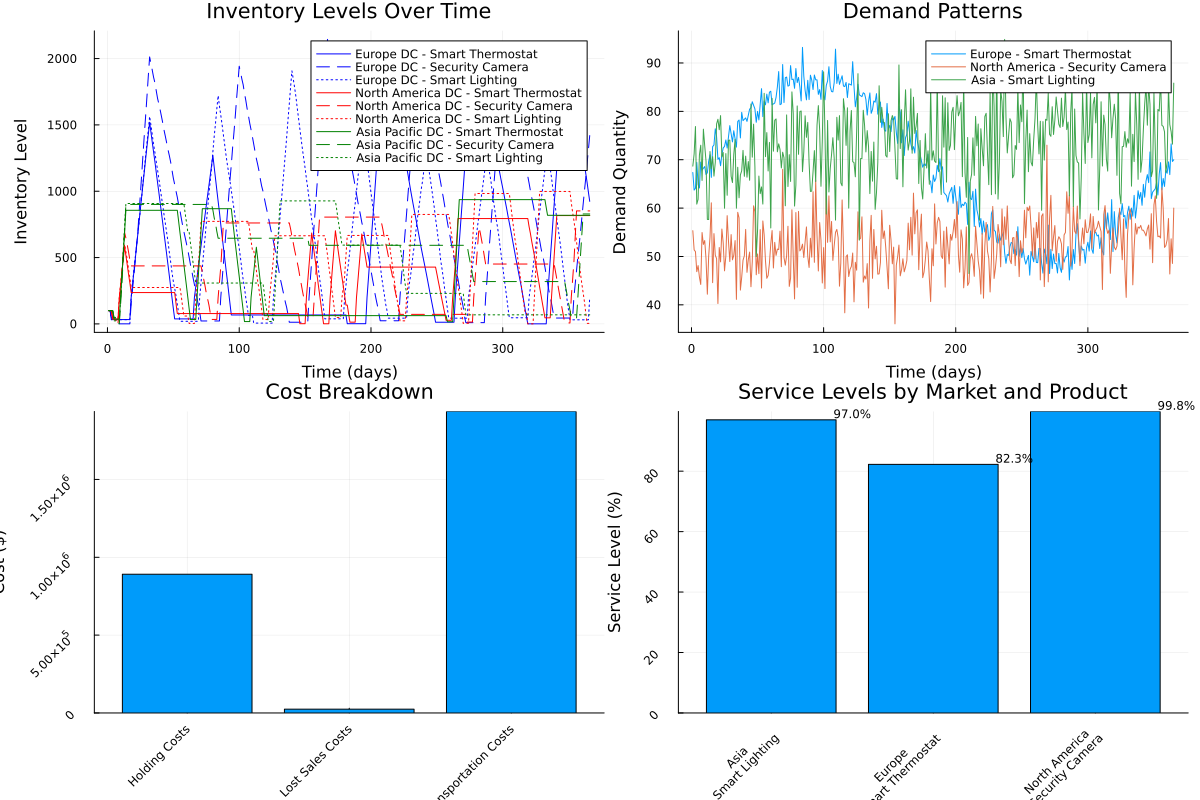 Inventory Levels Over Time
Inventory Level
2000
1500
1000
500
0
0 100 200 300
Time (days)
Europe DC - Smart Thermostat
Europe DC - Security Camera
Europe DC - Smart Lighting
North America DC - Smart Thermostat
North America DC - Security Camera
North America DC - Smart Lighting
Asia Pacific DC - Smart Thermostat
Asia Pacific DC - Security Camera
Asia Pacific DC - Smart Lighting
Demand Patterns
Demand Quantity
90
80
70
60
50
40
0 100 200 300
Time (days)
Europe - Smart Thermostat
North America - Security Camera
Asia - Smart Lighting
Cost Breakdown
Cost ($)
1.50×10⁶
1.00×10⁶
5.00×10⁵
0
Holding Costs
Lost Sales Costs
nsportation Costs
Service Levels by Market and Product
Service Level (%)
80
60
40
20
0
97.0%
82.3%
99.8%
Asia
Smart Lighting
Europe
art Thermostat
North America
ecurity Camera